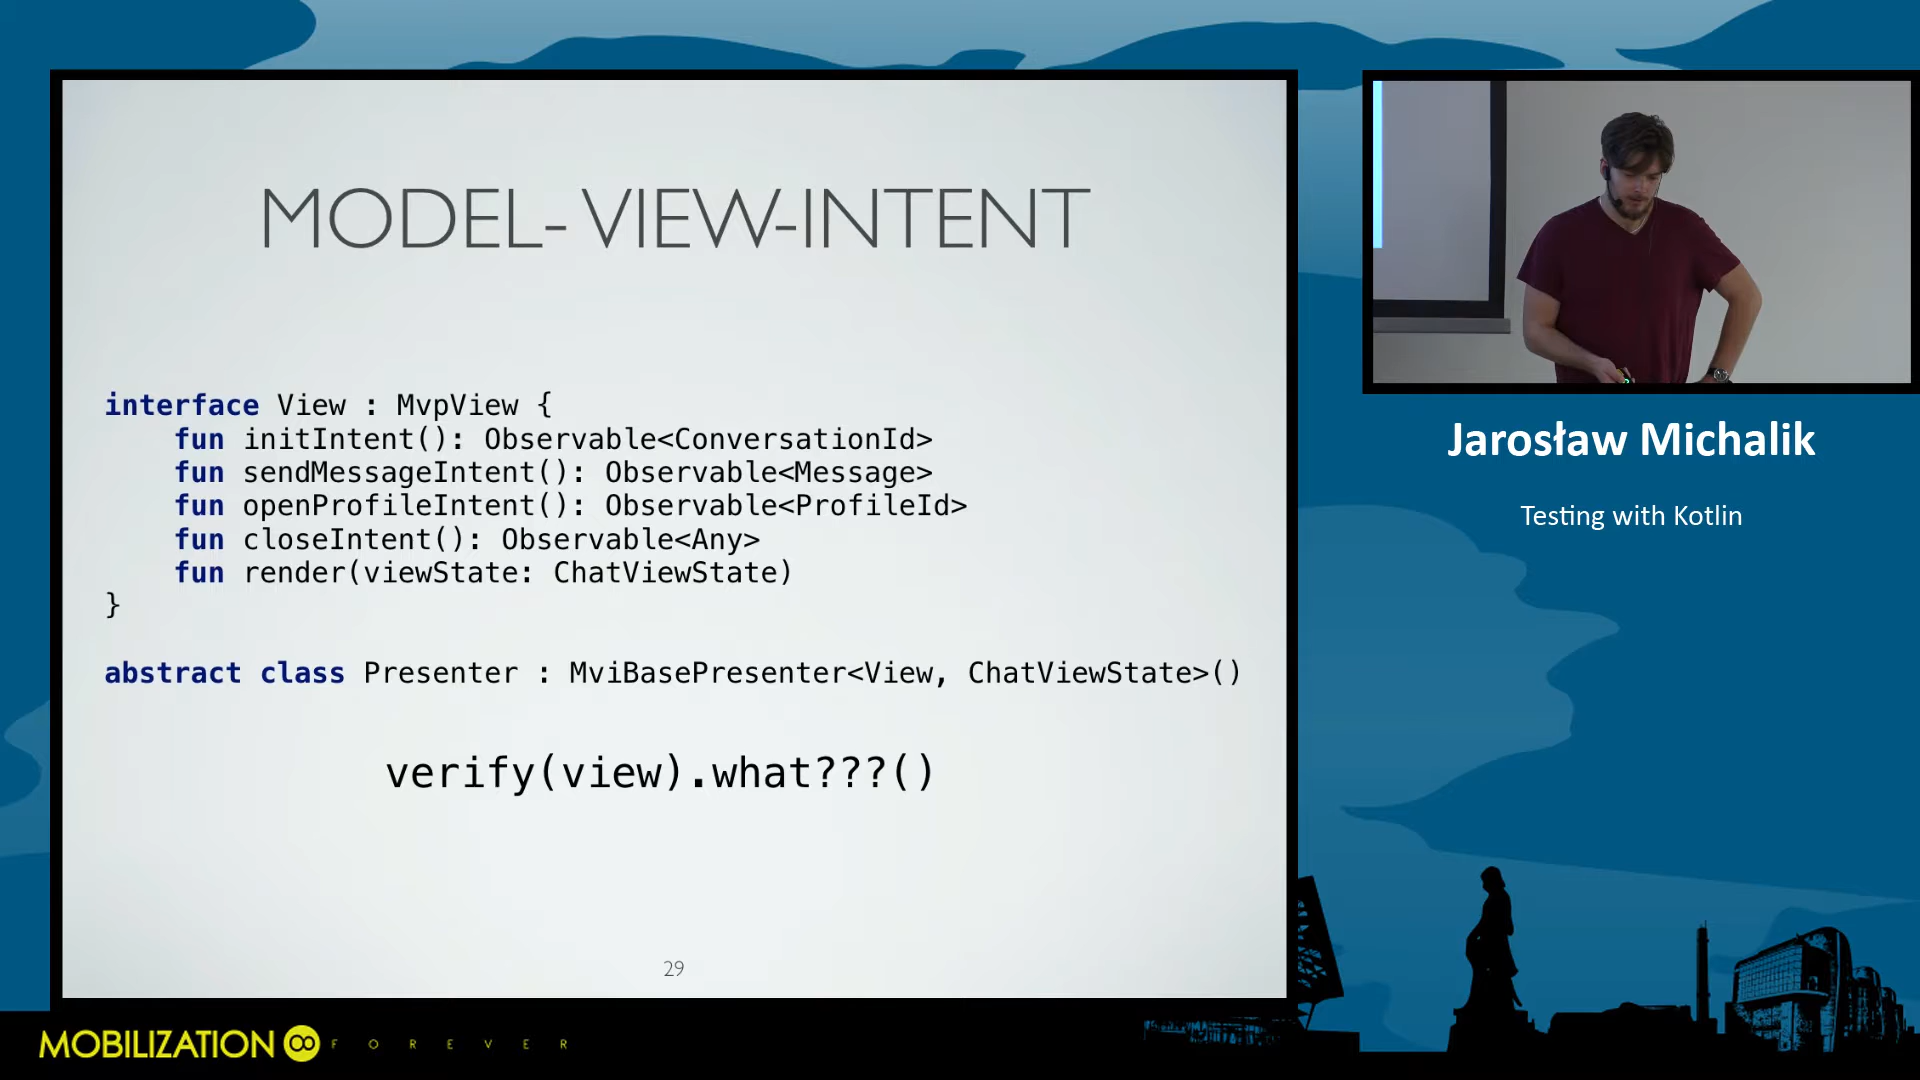 MODEL- VIEW-INTENT
interface View : MvpView {
fun initIntent(): Observable<ConversationId>
fun sendMessageIntent(): Observable<Message>
fun openProfileIntent(): Observable<ProfileId>
fun closeIntent(): Observable<Any>
fun render(viewState: ChatViewState)
}
abstract class Presenter : MviBasePresenter<View, ChatViewState>()
verify(view).what???()
29
Jarosław Michalik
Testing with Kotlin
MOBILIZATION FOREVER